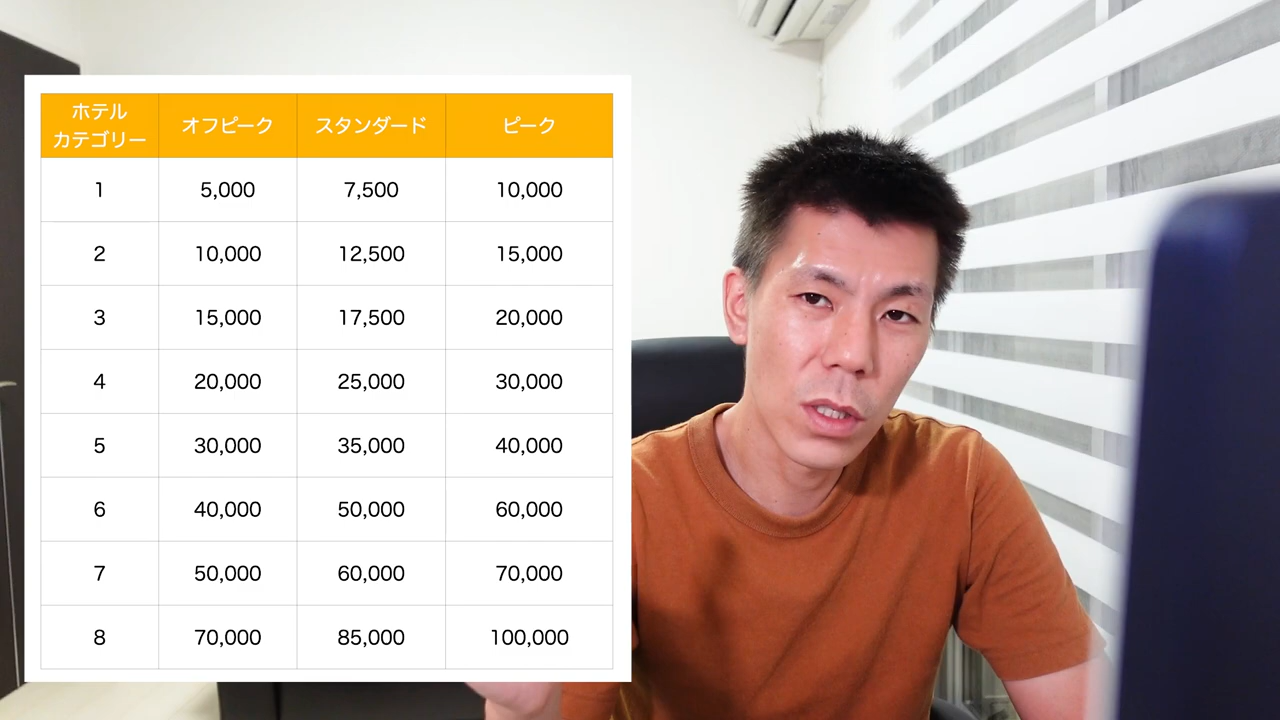 ホテル
カテゴリー オフピーク スタンダード ピーク
1 5,000 7,500 10,000
2 10,000 12,500 15,000
3 15,000 17,500 20,000
4 20,000 25,000 30,000
5 30,000 35,000 40,000
6 40,000 50,000 60,000
7 50,000 60,000 70,000
8 70,000 85,000 100,000